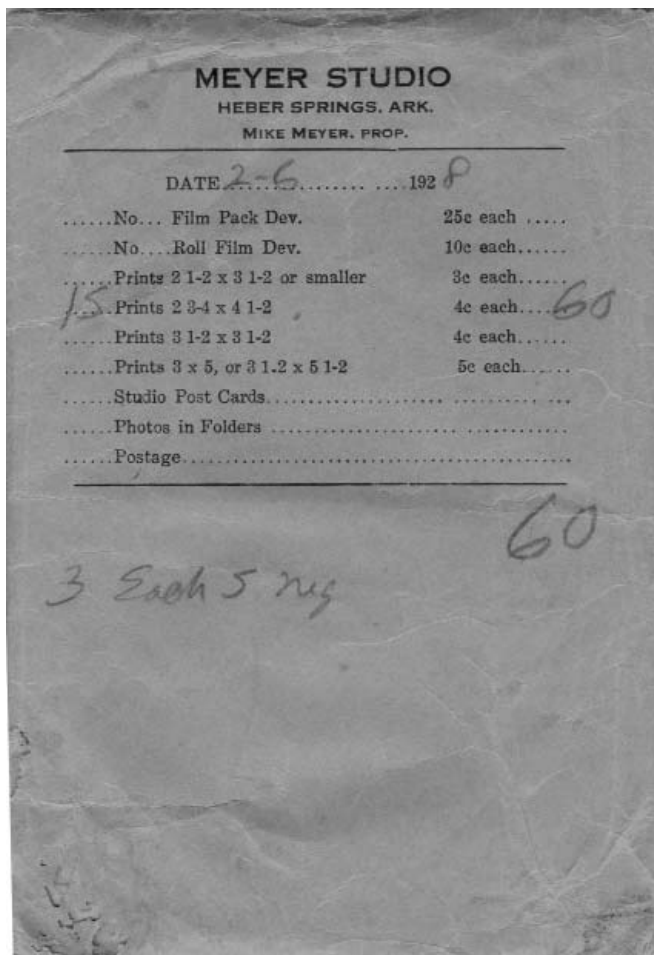 MEYER STUDIO
HEBER SPRINGS, ARK.
MIKE MEYER, PROP.
DATE 2-6 ........ .... 1928
......No... Film Pack Dev. 25c each .....
......No....Roll Film Dev. 10c each......
......Prints 2 1-2 x 3 1-2 or smaller 3c each......
15 Prints 2 3-4 x 4 1-2 4c each....60
......Prints 3 1-2 x 3 1-2 4c each......
......Prints 3 x 5, or 3 1-2 x 5 1-2 5c each......
......Studio Post Cards........................ .......... ...
......Photos in Folders ....................... .............
......Postage.....................................................
60
3 Each 5 neg